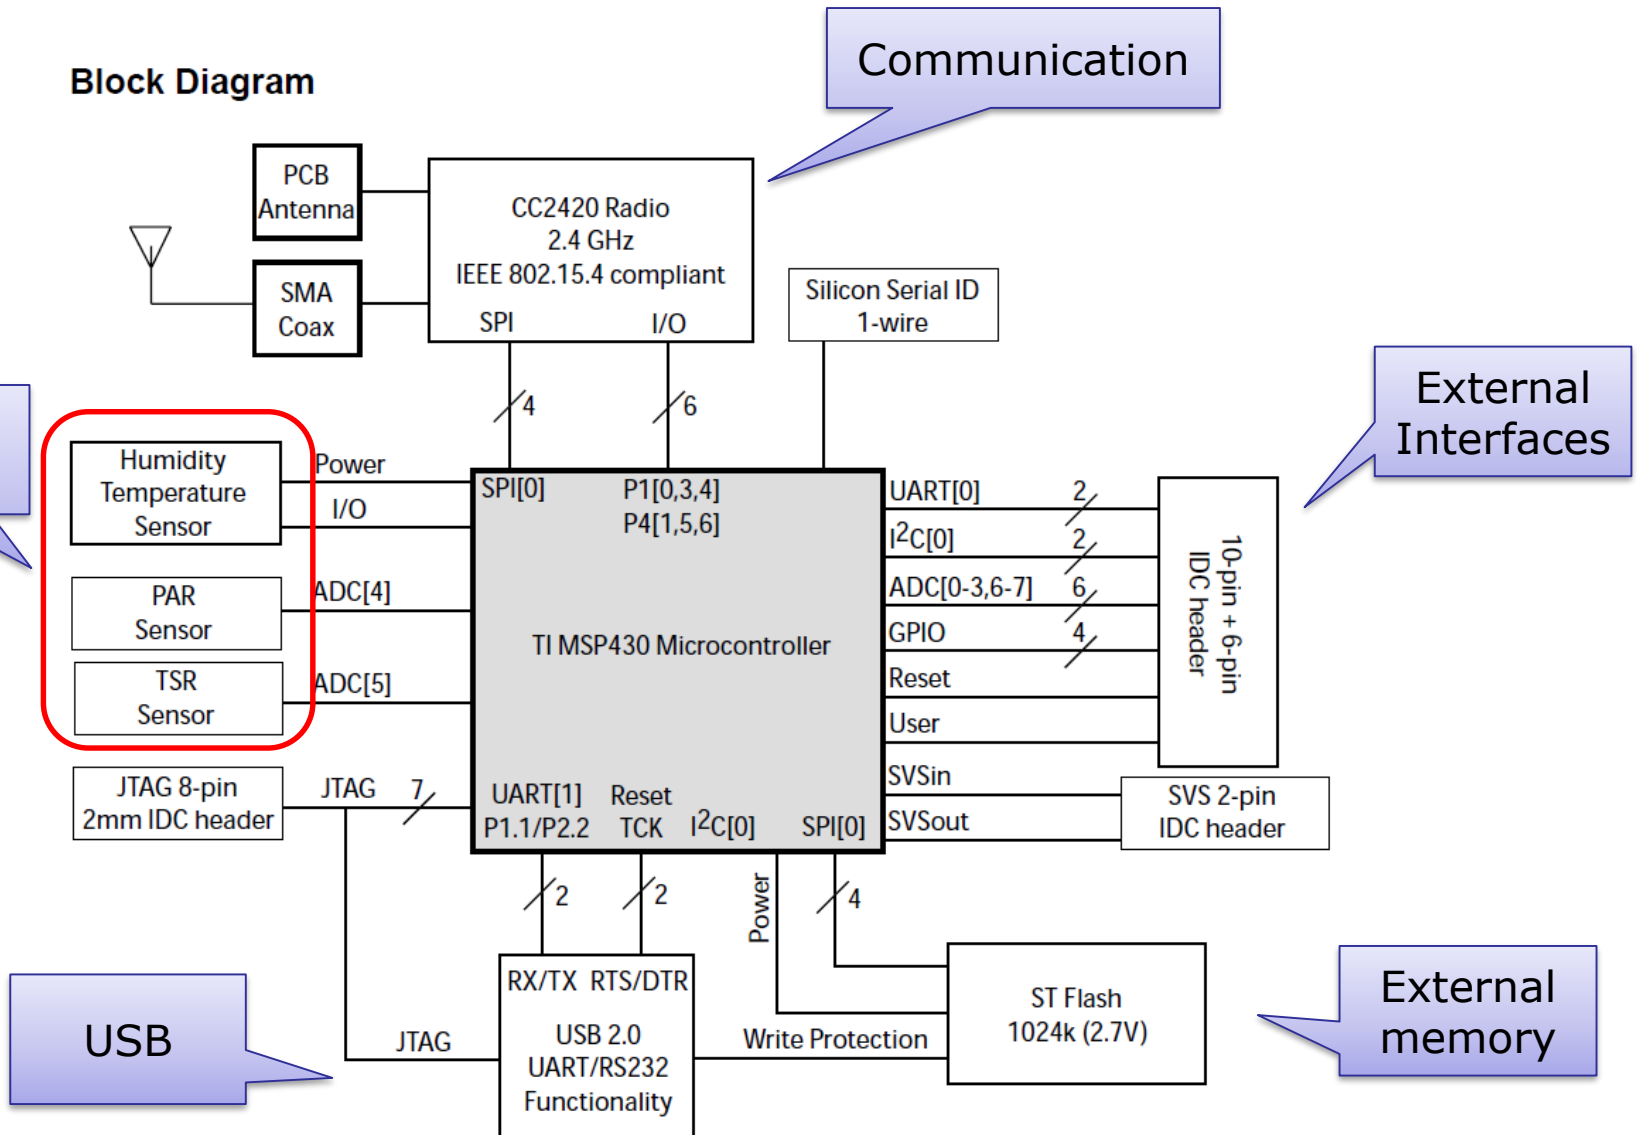 Communication
Block Diagram
PCB
Antenna
CC2420 Radio
2.4 GHz
IEEE 802.15.4 compliant
SPI
I/O
SMA
Coax
Silicon Serial ID
1-wire
4
6
External
Interfaces
Humidity
Temperature
Sensor
Power
I/O
PAR
Sensor
ADC[4]
TSR
Sensor
ADC[5]
JTAG 8-pin
2mm IDC header
JTAG
7
SPI[0]
P1[0,3,4]
P4[1,5,6]
TI MSP430 Microcontroller
UART[1]
P1.1/P2.2
Reset
TCK
I2C[0]
SPI[0]
UART[0]
2
I2C[0]
2
ADC[0-3,6-7]
6
GPIO
4
Reset
User
10-pin + 6-pin
IDC header
SVSin
SVSout
SVS 2-pin
IDC header
2
2
Power
4
RX/TX RTS/DTR
USB 2.0
UART/RS232
Functionality
JTAG
Write Protection
ST Flash
1024k (2.7V)
USB
External
memory